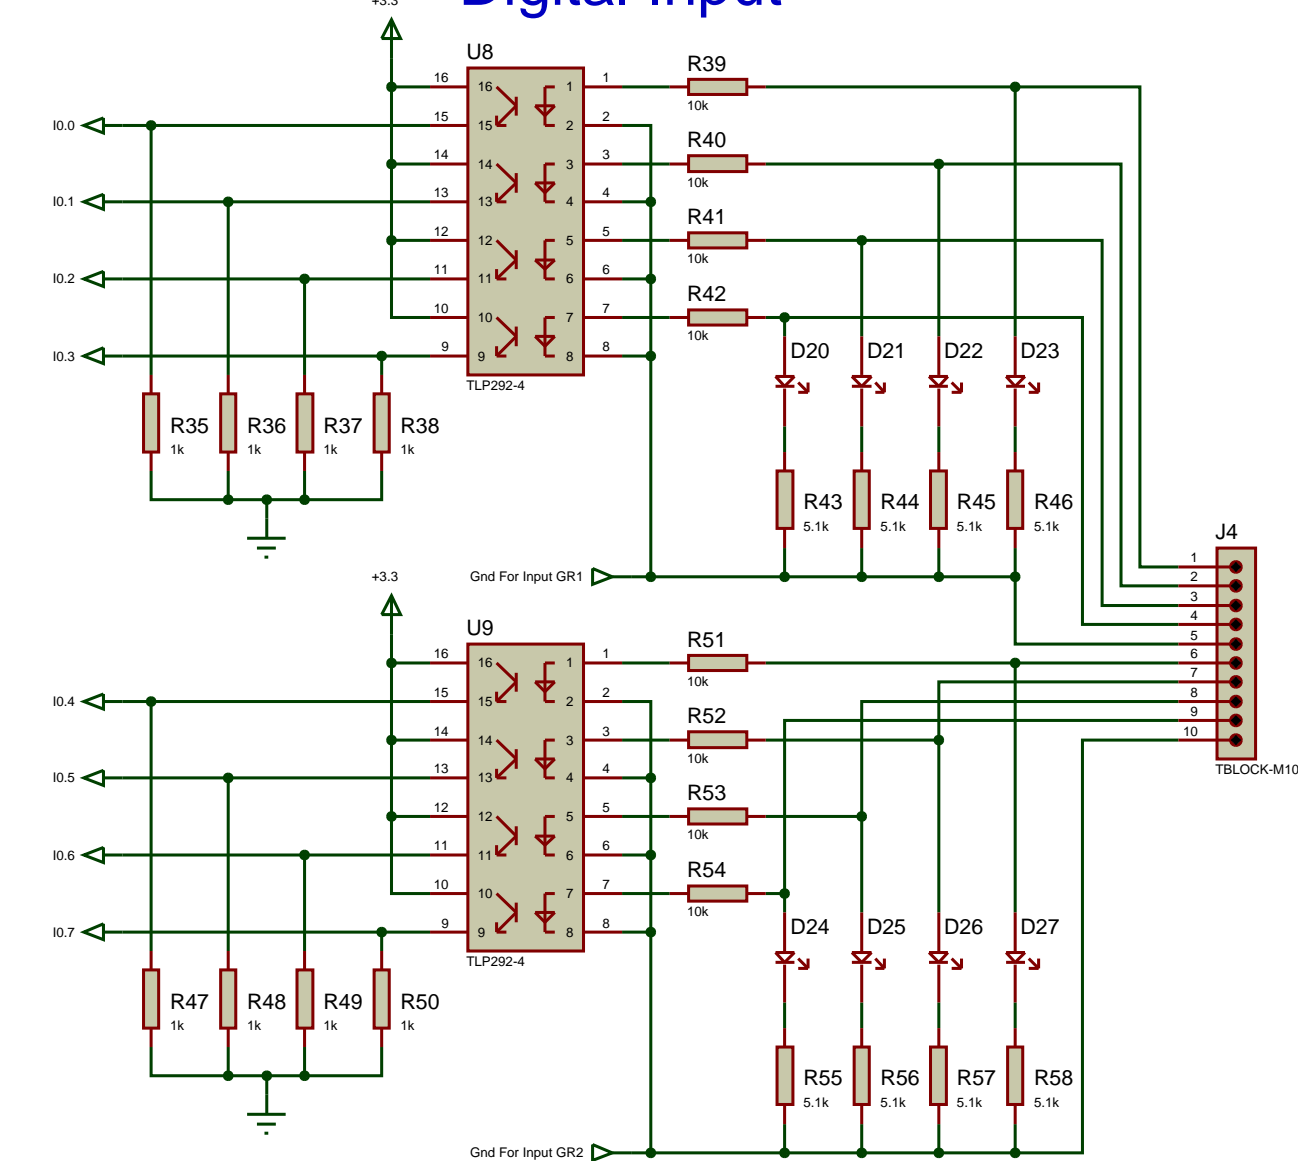 Digital Input
+3.3
U8
R39
16 16 1 1
10k
I0.0
15 15 2 2
R40
14 14 3 3
10k
I0.1
13 13 4 4
R41
12 12 5 5
10k
I0.2
11 11 6 6
R42
10 10 7 7
10k
I0.3
9 9 8 8
TLP292-4
D20 D21 D22 D23
R35 R36 R37 R38
1k 1k 1k 1k
R43 R44 R45 R46
5.1k 5.1k 5.1k 5.1k
J4
1
2
3
4
5
6
7
8
9
10
TBLOCK-M10
Gnd For Input GR1
+3.3
U9
R51
16 16 1 1
10k
I0.4
15 15 2 2
R52
14 14 3 3
10k
I0.5
13 13 4 4
R53
12 12 5 5
10k
I0.6
11 11 6 6
R54
10 10 7 7
10k
I0.7
9 9 8 8
TLP292-4
D24 D25 D26 D27
R47 R48 R49 R50
1k 1k 1k 1k
R55 R56 R57 R58
5.1k 5.1k 5.1k 5.1k
Gnd For Input GR2